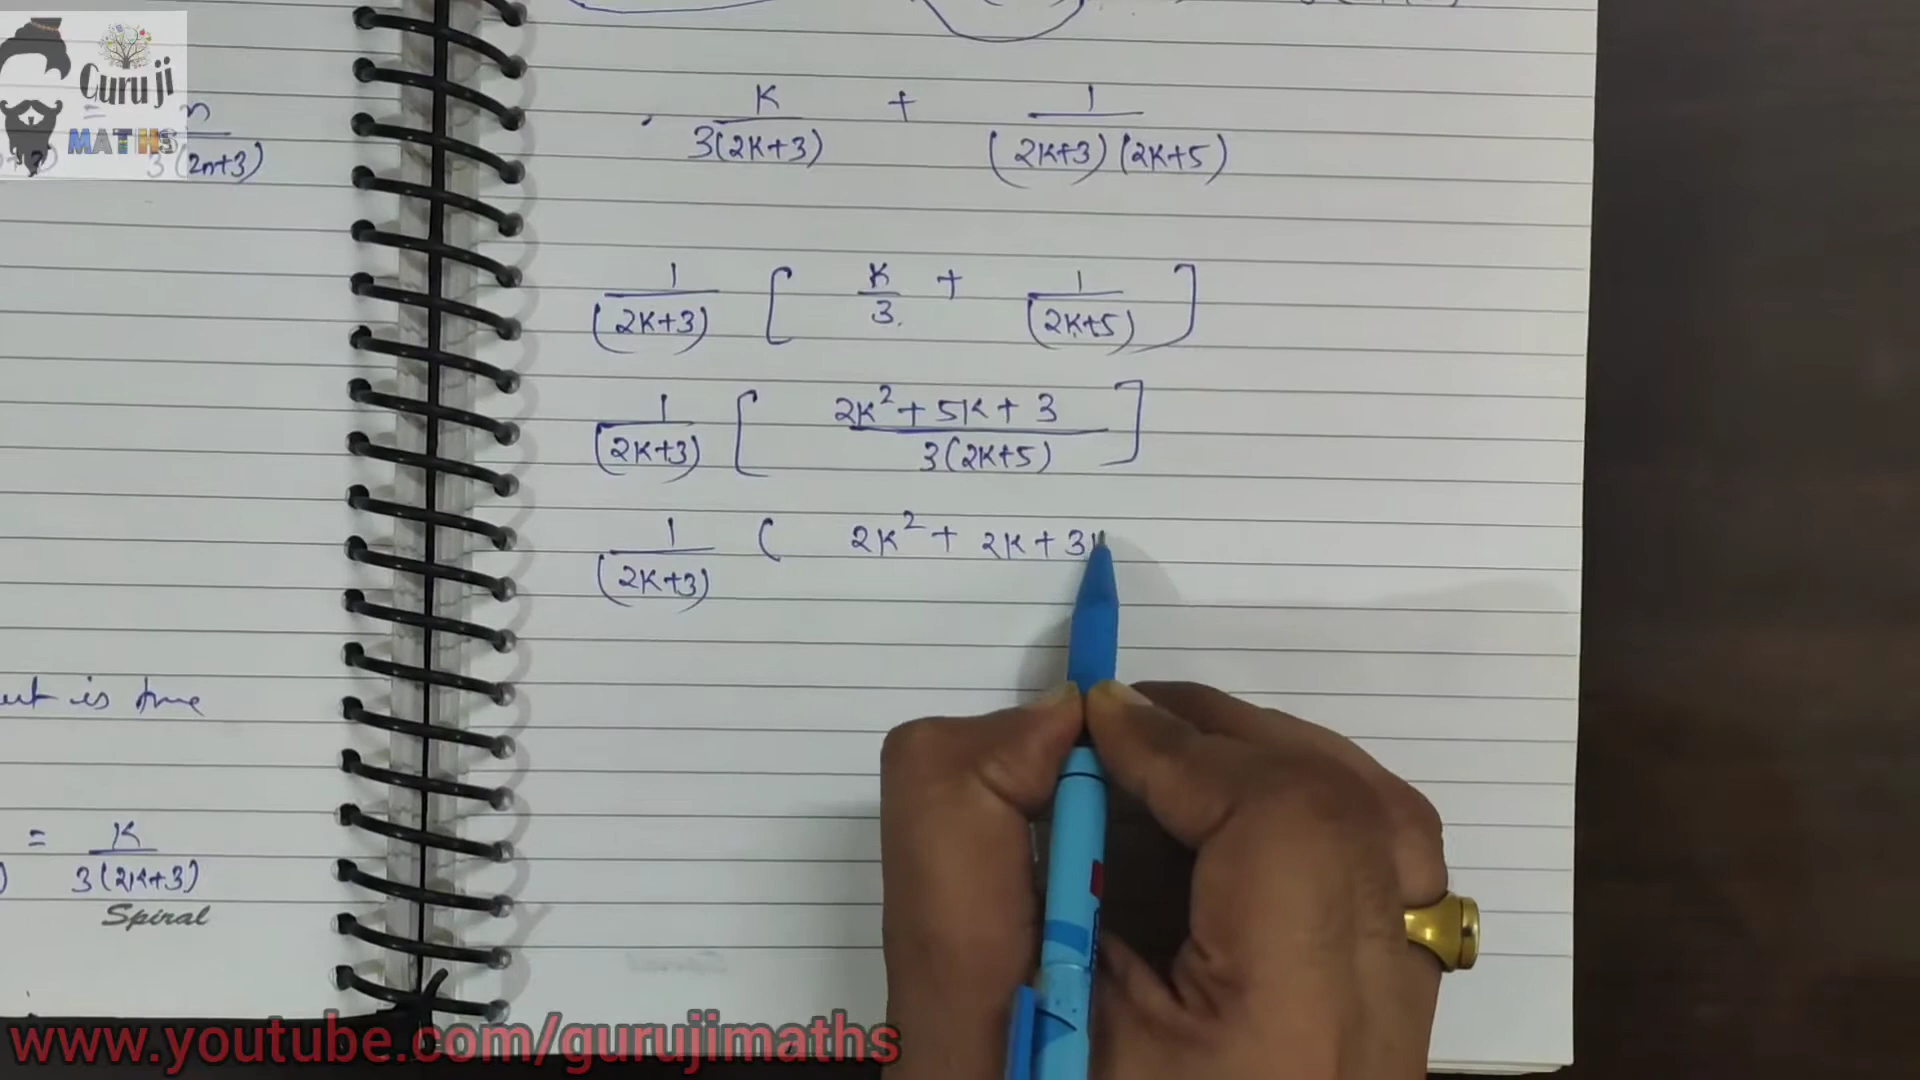 Guru ji
MATHS
= n
3(2n+3)
is true
= K
3(2K+3)
Spiral
K + 1
3(2K+3) (2K+3)(2K+5)
1 [ K + 1 ]
(2K+3) 3 (2K+5)
1 [ 2K² + 5K + 3 ]
(2K+3) 3(2K+5)
1 ( 2K² + 2K + 3
(2K+3)
www.youtube.com/gurujimaths